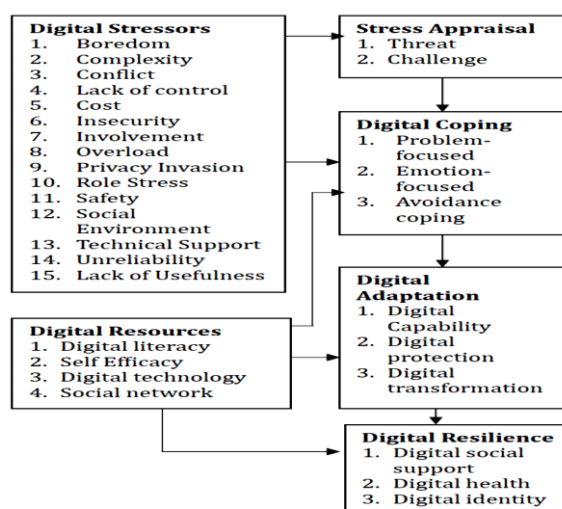 Digital Stressors
1. Boredom
2. Complexity
3. Conflict
4. Lack of control
5. Cost
6. Insecurity
7. Involvement
8. Overload
9. Privacy Invasion
10. Role Stress
11. Safety
12. Social
Environment
13. Technical Support
14. Unreliability
15. Lack of Usefulness
Digital Resources
1. Digital literacy
2. Self Efficacy
3. Digital technology
4. Social network
Stress Appraisal
1. Threat
2. Challenge
Digital Coping
1. Problem-
focused
2. Emotion-
focused
3. Avoidance
coping
Digital
Adaptation
1. Digital
Capability
2. Digital
protection
3. Digital
transformation
Digital Resilience
1. Digital social
support
2. Digital health
3. Digital identity